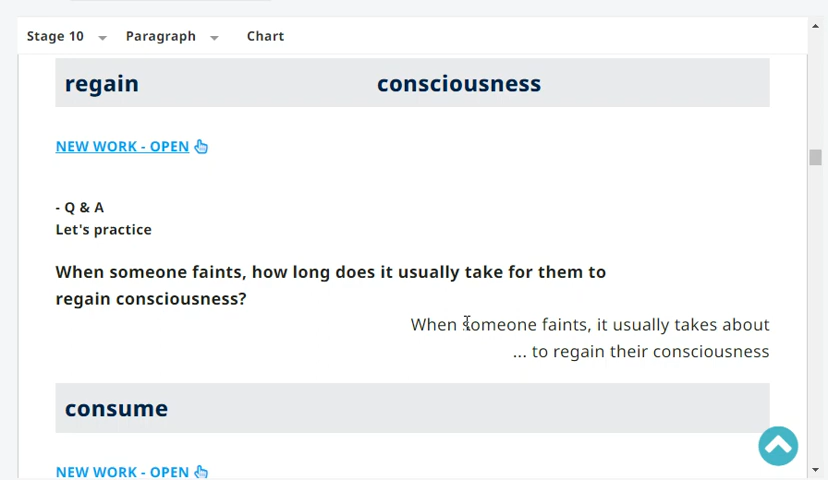 Stage 10 Paragraph Chart
regain consciousness
NEW WORK - OPEN
- Q & A
Let's practice
When someone faints, how long does it usually take for them to
regain consciousness?
When someone faints, it usually takes about
... to regain their consciousness
consume
NEW WORK - OPEN